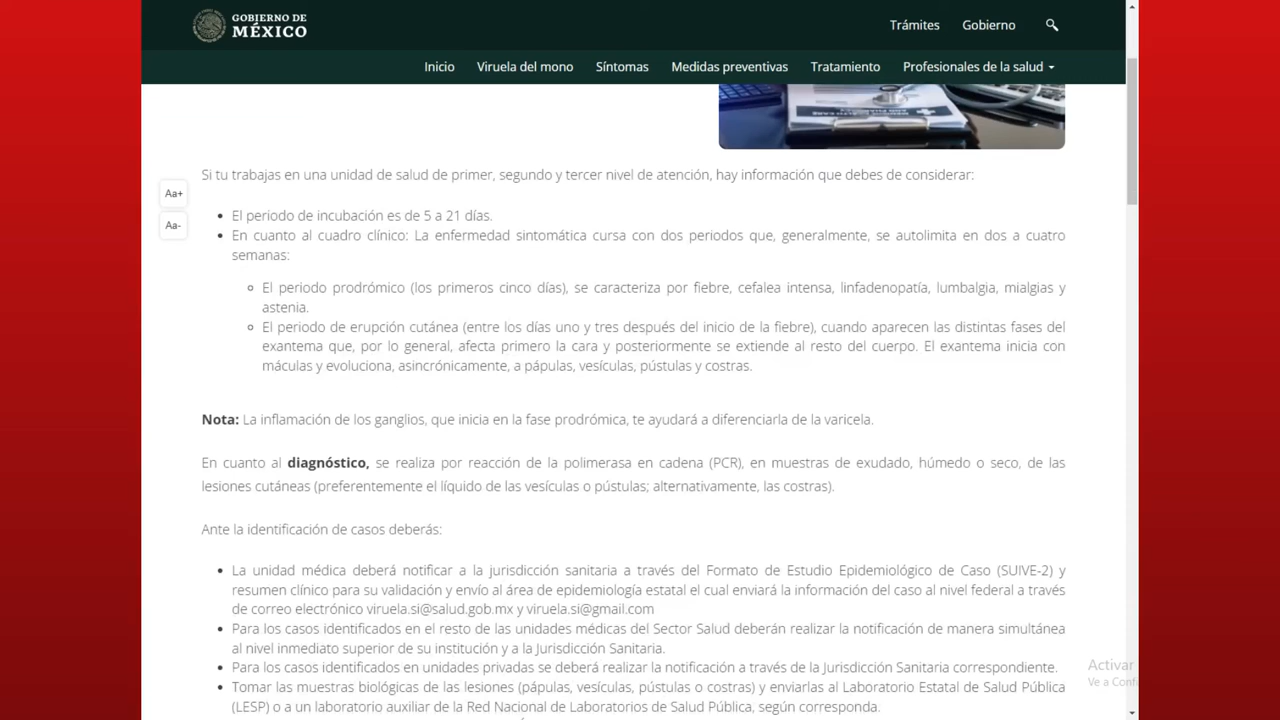 GOBIERNO DE
MÉXICO
Trámites Gobierno
Inicio Viruela del mono Síntomas Medidas preventivas Tratamiento Profesionales de la salud
Aa+
Aa-
Si tu trabajas en una unidad de salud de primer, segundo y tercer nivel de atención, hay información que debes de considerar:
• El periodo de incubación es de 5 a 21 días.
• En cuanto al cuadro clínico: La enfermedad sintomática cursa con dos periodos que, generalmente, se autolimita en dos a cuatro
semanas:
◦ El periodo prodrómico (los primeros cinco días), se caracteriza por fiebre, cefalea intensa, linfadenopatía, lumbalgia, mialgias y
astenia.
◦ El periodo de erupción cutánea (entre los días uno y tres después del inicio de la fiebre), cuando aparecen las distintas fases del
exantema que, por lo general, afecta primero la cara y posteriormente se extiende al resto del cuerpo. El exantema inicia con
máculas y evoluciona, asincrónicamente, a pápulas, vesículas, pústulas y costras.
Nota: La inflamación de los ganglios, que inicia en la fase prodrómica, te ayudará a diferenciarla de la varicela.
En cuanto al diagnóstico, se realiza por reacción de la polimerasa en cadena (PCR), en muestras de exudado, húmedo o seco, de las
lesiones cutáneas (preferentemente el líquido de las vesículas o pústulas; alternativamente, las costras).
Ante la identificación de casos deberás:
• La unidad médica deberá notificar a la jurisdicción sanitaria a través del Formato de Estudio Epidemiológico de Caso (SUIVE-2) y
resumen clínico para su validación y envío al área de epidemiología estatal el cual enviará la información del caso al nivel federal a través
de correo electrónico viruela.si@salud.gob.mx y viruela.si@gmail.com
• Para los casos identificados en el resto de las unidades médicas del Sector Salud deberán realizar la notificación de manera simultánea
al nivel inmediato superior de su institución y a la Jurisdicción Sanitaria.
• Para los casos identificados en unidades privadas se deberá realizar la notificación a través de la Jurisdicción Sanitaria correspondiente.
• Tomar las muestras biológicas de las lesiones (pápulas, vesículas, pústulas o costras) y enviarlas al Laboratorio Estatal de Salud Pública
(LESP) o a un laboratorio auxiliar de la Red Nacional de Laboratorios de Salud Pública, según corresponda.
Activar
Ve a Conf